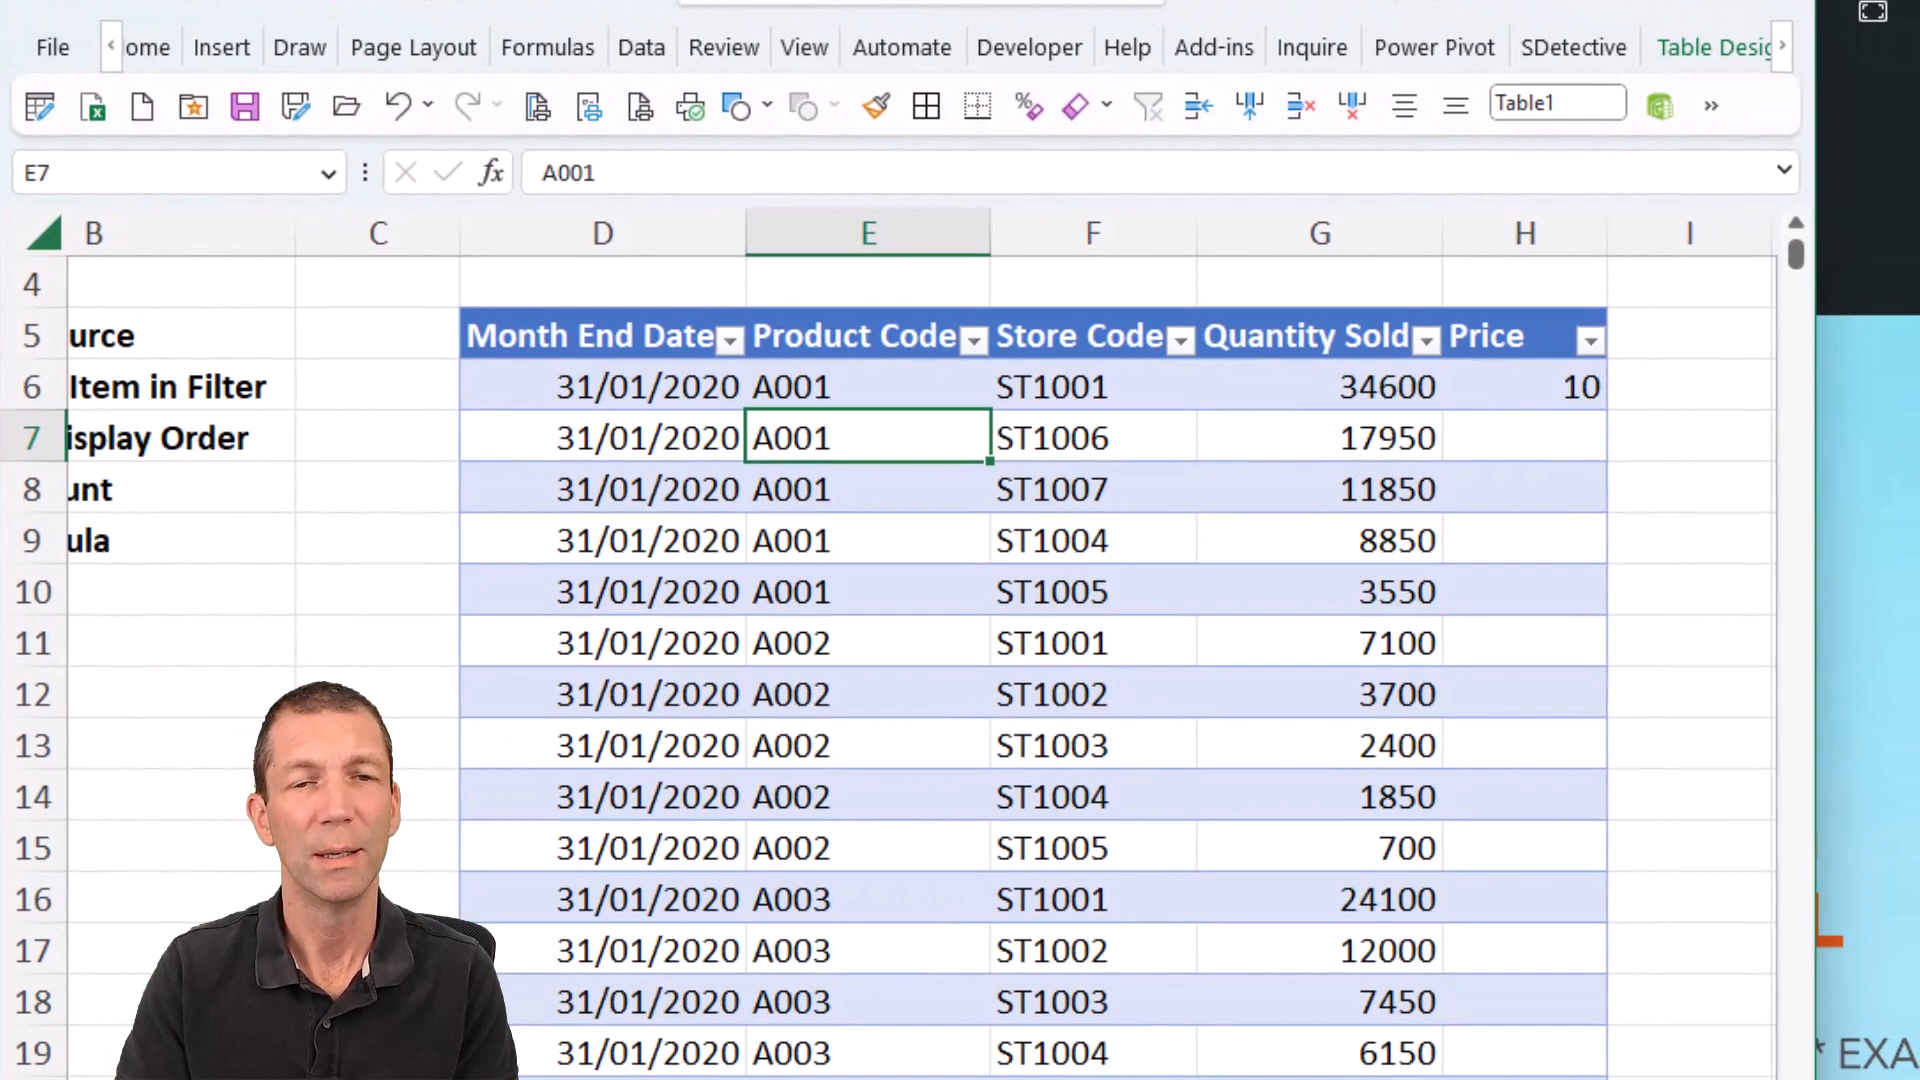 File ome Insert Draw Page Layout Formulas Data Review View Automate Developer Help Add-ins Inquire Power Pivot SDetective Table Desig
Table1
E7 fx A001
B C D E F G H I
4
5 urce Month End Date Product Code Store Code Quantity Sold Price
6 Item in Filter 31/01/2020 A001 ST1001 34600 10
7 isplay Order 31/01/2020 A001 ST1006 17950
8 unt 31/01/2020 A001 ST1007 11850
9 ula 31/01/2020 A001 ST1004 8850
10 31/01/2020 A001 ST1005 3550
11 31/01/2020 A002 ST1001 7100
12 31/01/2020 A002 ST1002 3700
13 31/01/2020 A002 ST1003 2400
14 31/01/2020 A002 ST1004 1850
15 31/01/2020 A002 ST1005 700
16 31/01/2020 A003 ST1001 24100
17 31/01/2020 A003 ST1002 12000
18 31/01/2020 A003 ST1003 7450
19 31/01/2020 A003 ST1004 6150
* EXA